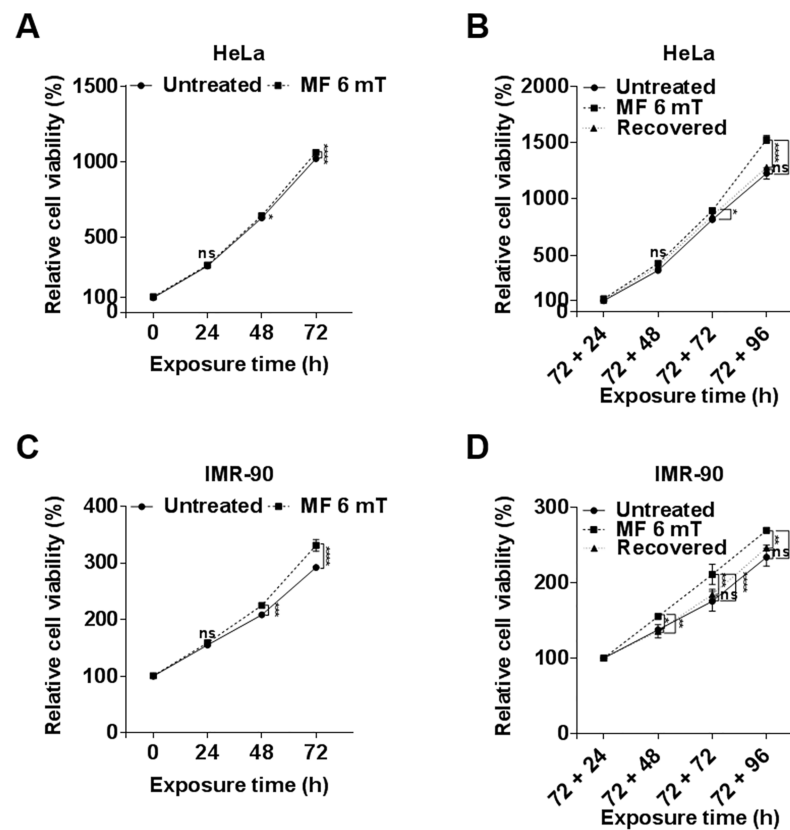 A
HeLa
Untreated MF 6 mT
Relative cell viability (%)
1500
1000
500
100
0
ns
*
****
0 24 48 72
Exposure time (h)
B
HeLa
Untreated
MF 6 mT
Recovered
Relative cell viability (%)
2000
1500
1000
500
100
0
ns
*
****
ns
72 + 24 72 + 48 72 + 72 72 + 96
Exposure time (h)
C
IMR-90
Untreated MF 6 mT
Relative cell viability (%)
400
300
200
100
0
ns
****
0 24 48 72
Exposure time (h)
D
IMR-90
Untreated
MF 6 mT
Recovered
Relative cell viability (%)
300
200
100
0
ns
ns
72 + 24 72 + 48 72 + 72 72 + 96
Exposure time (h)